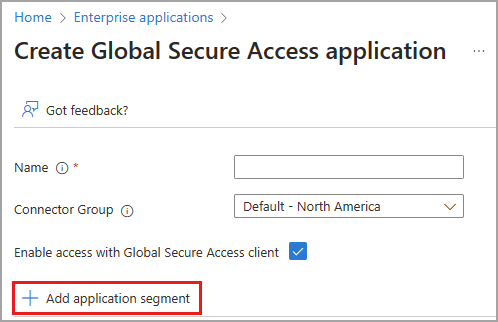 Home > Enterprise applications >
Create Global Secure Access application ...
Got feedback?
Name *
Connector Group Default - North America
Enable access with Global Secure Access client
+ Add application segment